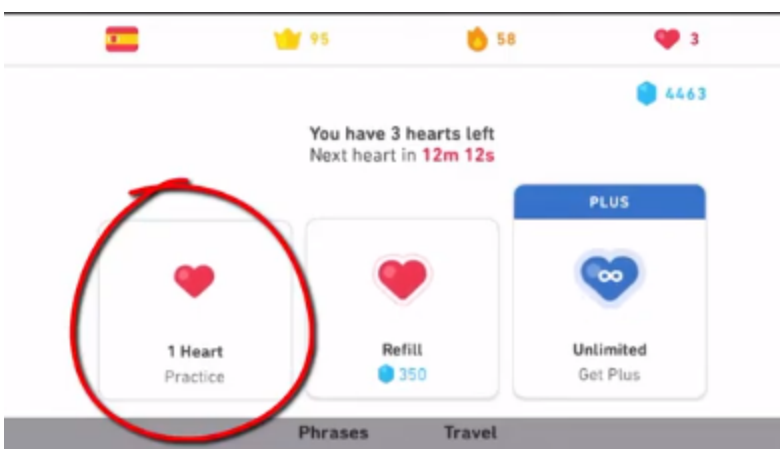 95
58
3
4463
You have 3 hearts left
Next heart in 12m 12s
PLUS
1 Heart
Practice
Refill
350
Unlimited
Get Plus
Phrases
Travel